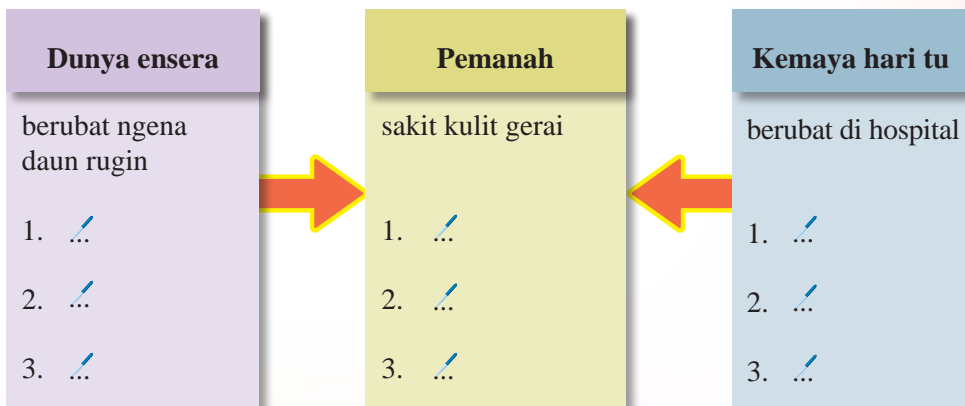 Dunya ensera
berubat ngena
daun rugin
1. ...
2. ...
3. ...
Pemanah
sakit kulit gerai
1. ...
2. ...
3. ...
Kemaya hari tu
berubat di hospital
1. ...
2. ...
3. ...